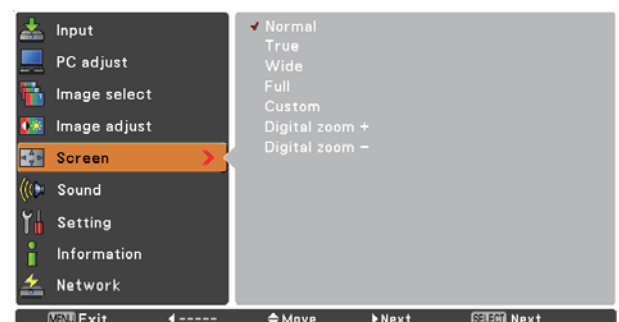 Input
PC adjust
Image select
Image adjust
Screen
Sound
Setting
Information
Network
Normal
True
Wide
Full
Custom
Digital zoom +
Digital zoom –
MENU Exit ◀----- ◆Move ▶Next SELECT Next